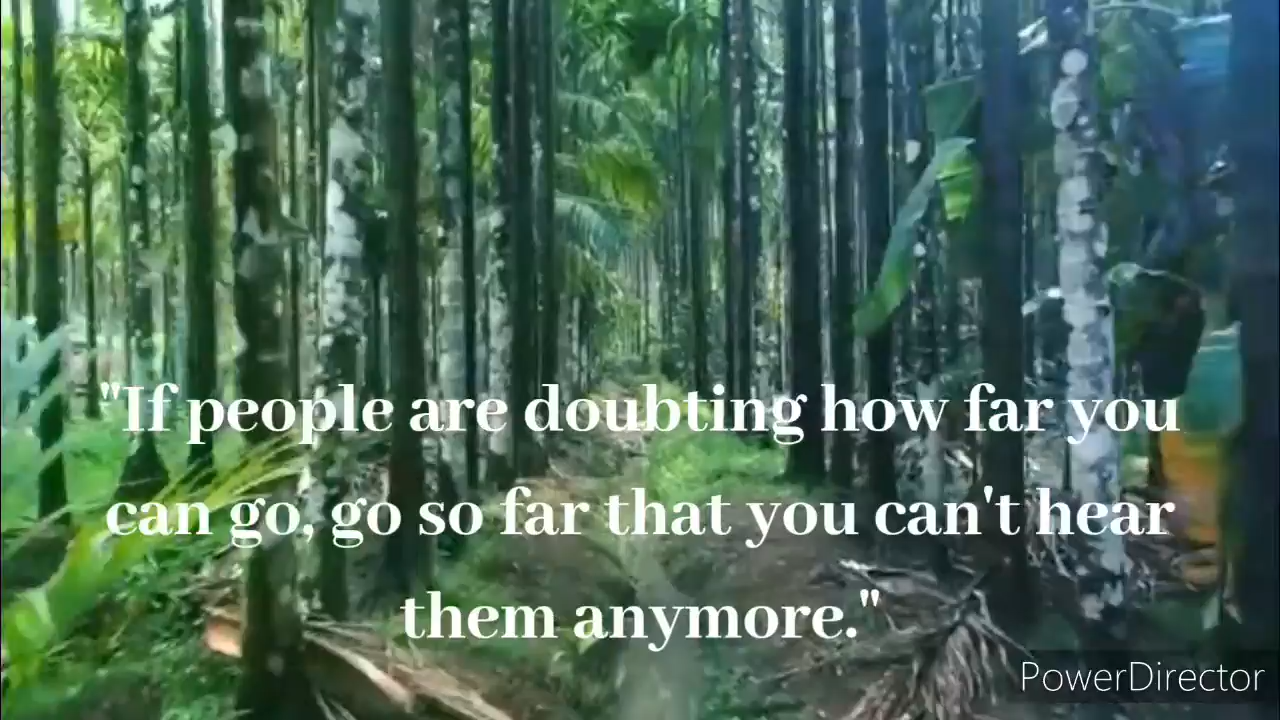 "If people are doubting how far you
can go, go so far that you can't hear
them anymore."
PowerDirector